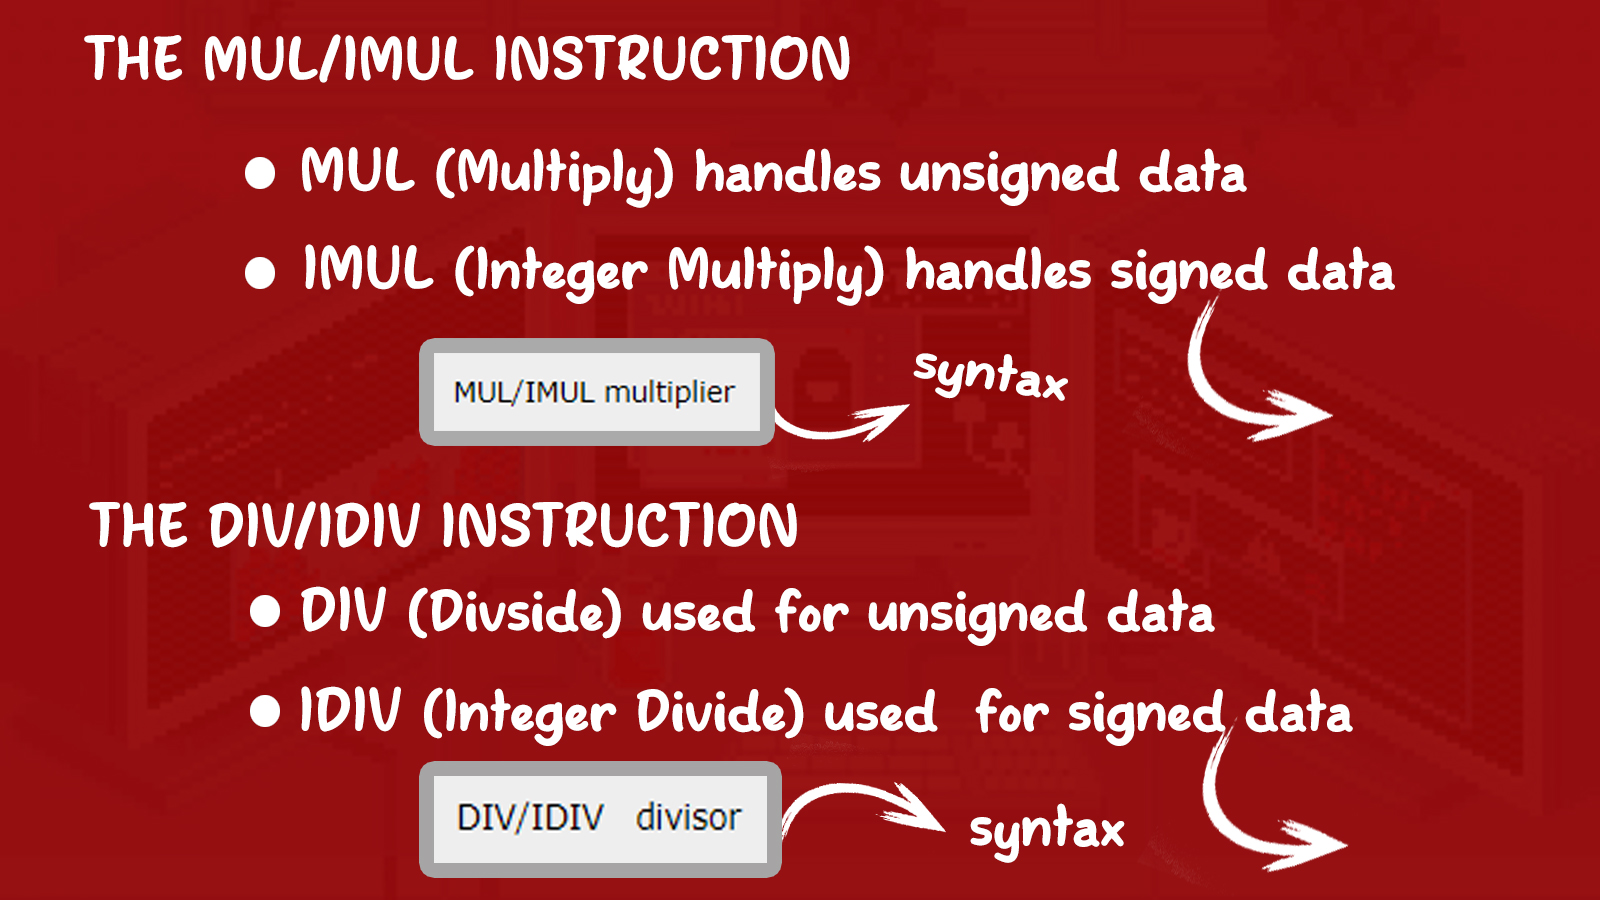 THE MUL/IMUL INSTRUCTION
● MUL (Multiply) handles unsigned data
● IMUL (Integer Multiply) handles signed data
MUL/IMUL multiplier
syntax
THE DIV/IDIV INSTRUCTION
● DIV (Divside) used for unsigned data
● IDIV (Integer Divide) used for signed data
DIV/IDIV divisor
syntax